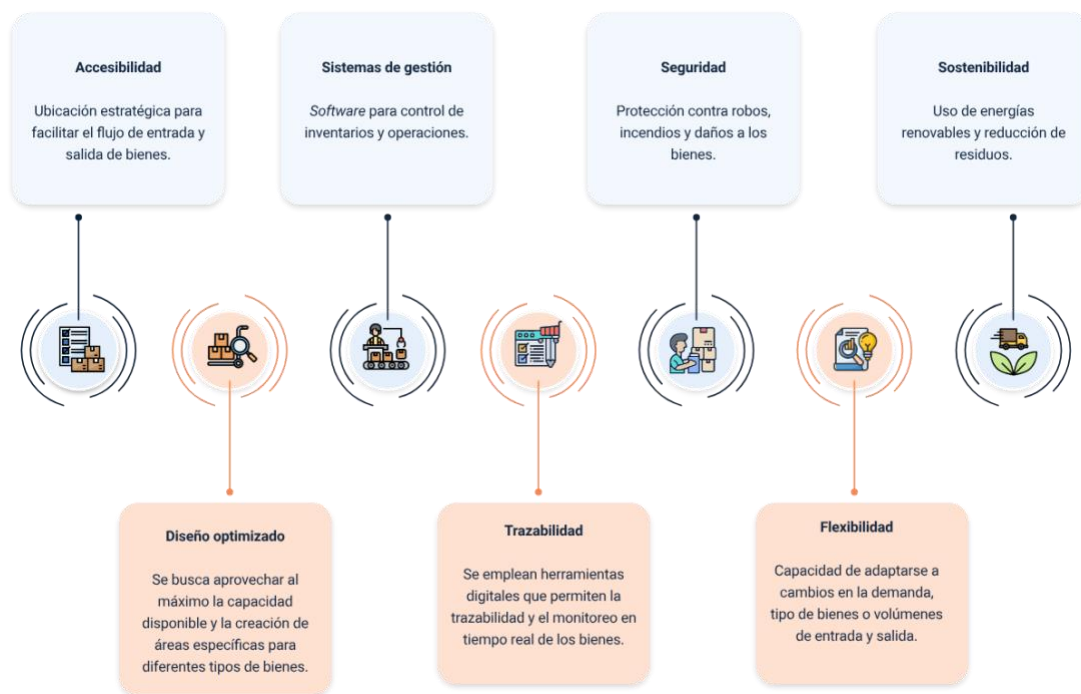 Accesibilidad
Ubicación estratégica para
facilitar el flujo de entrada y
salida de bienes.
Sistemas de gestión
Software para control de
inventarios y operaciones.
Seguridad
Protección contra robos,
incendios y daños a los
bienes.
Sostenibilidad
Uso de energías
renovables y reducción de
residuos.
Diseño optimizado
Se busca aprovechar al
máximo la capacidad
disponible y la creación de
áreas específicas para
diferentes tipos de bienes.
Trazabilidad
Se emplean herramientas
digitales que permiten la
trazabilidad y el monitoreo en
tiempo real de los bienes.
Flexibilidad
Capacidad de adaptarse a
cambios en la demanda,
tipo de bienes o volúmenes
de entrada y salida.